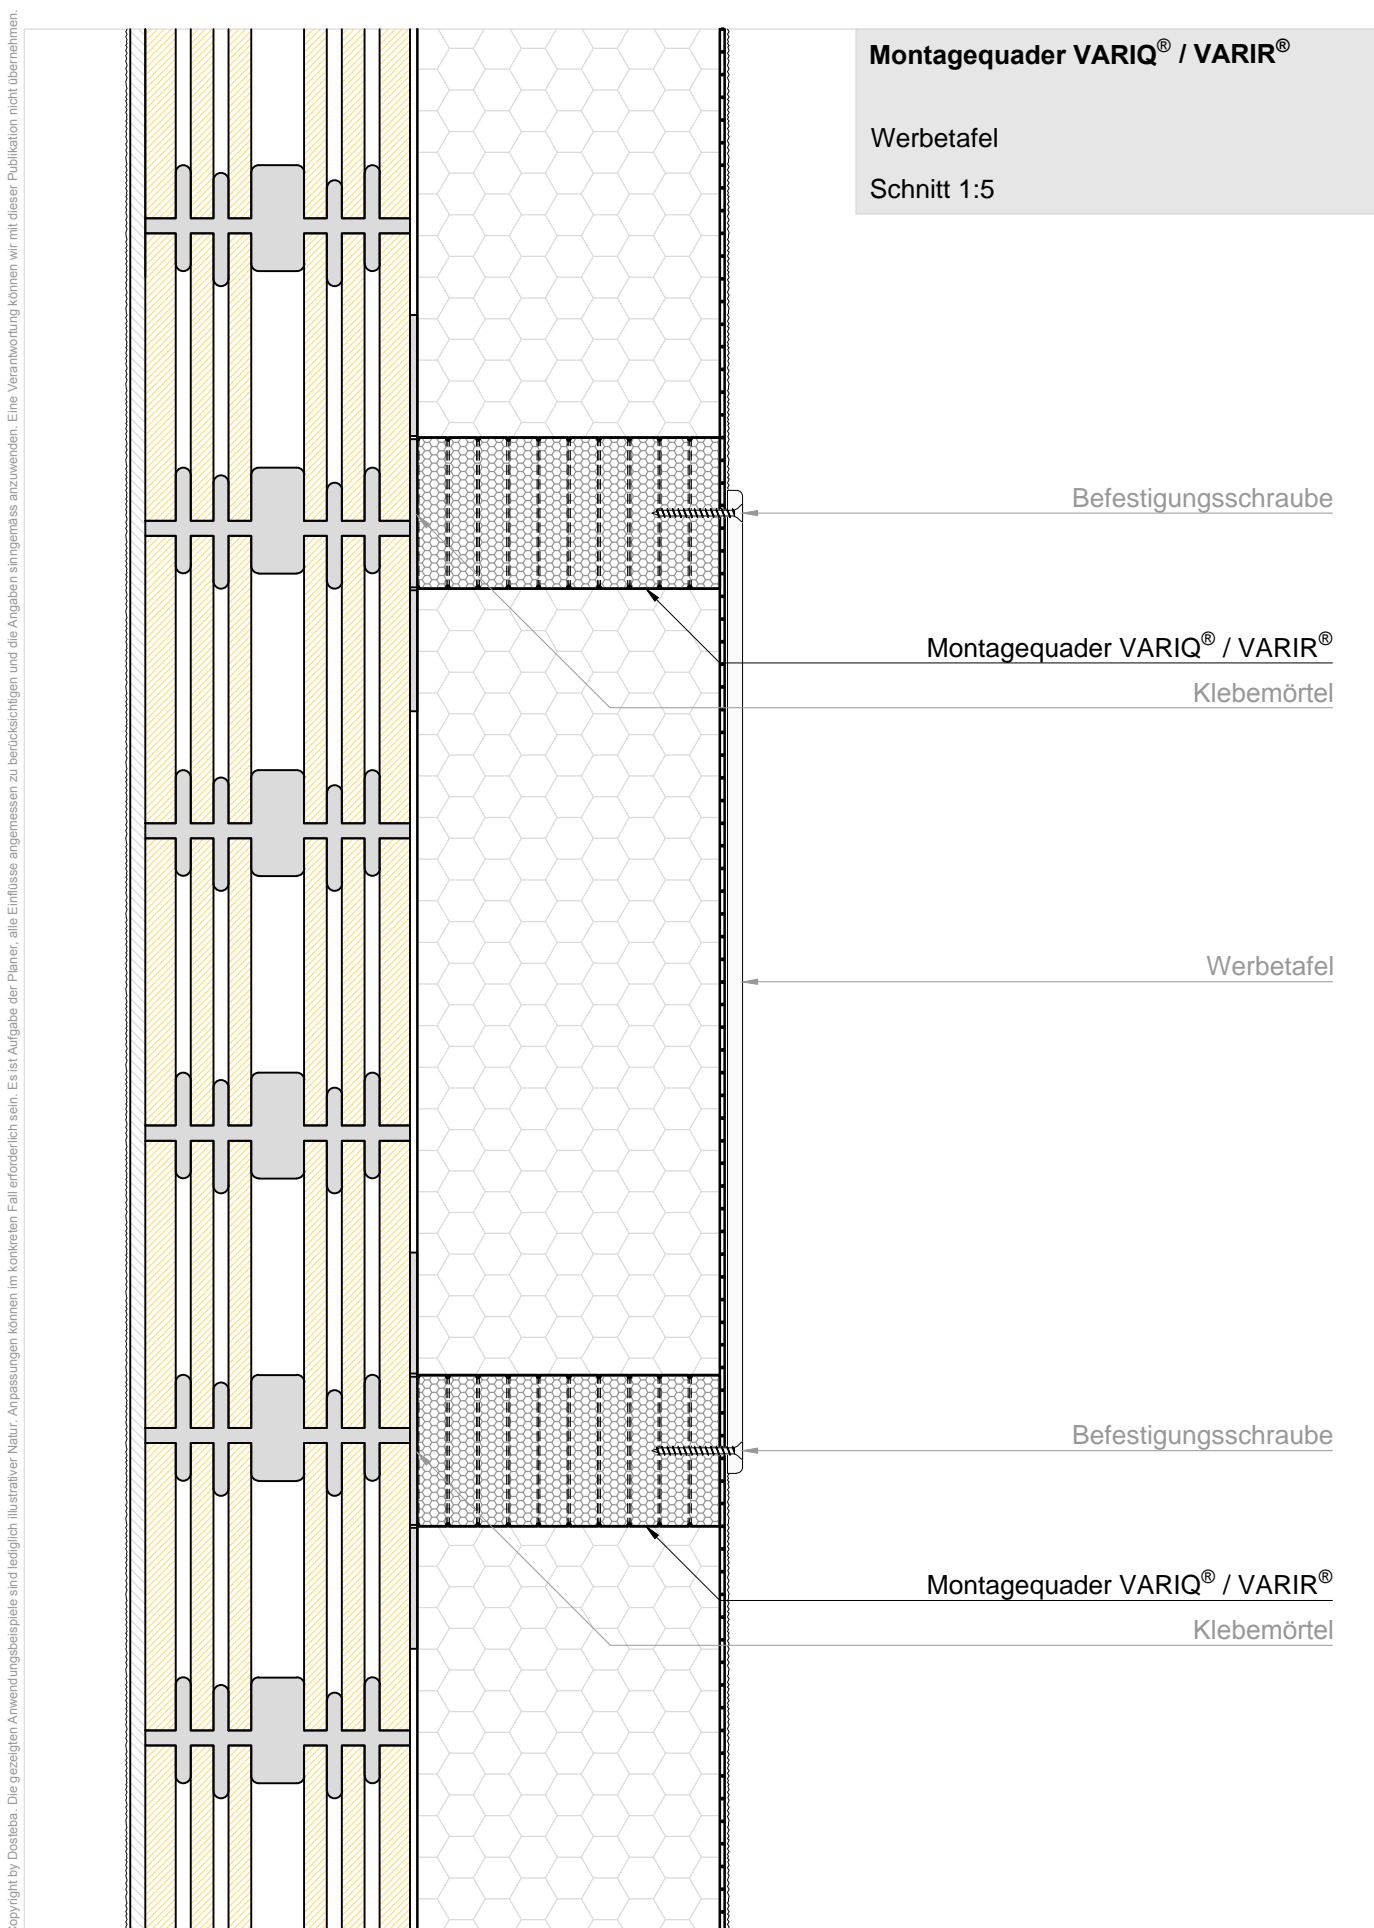 Montagequader VARIQ® / VARIR®
Werbetafel
Schnitt 1:5
Befestigungsschraube
Montagequader VARIQ® / VARIR®
Klebemörtel
Werbetafel
Befestigungsschraube
Montagequader VARIQ® / VARIR®
Klebemörtel
Copyright by Dosteba. Die gezeigten Anwendungsbeispiele sind lediglich illustrativer Natur. Anpassungen können im konkreten Fall erforderlich sein. Es ist Aufgabe der Planer, alle Einflüsse angemessen zu berücksichtigen und die Angaben sinngemäss anzuwenden. Eine Verantwortung können wir mit dieser Publikation nicht übernehmen.